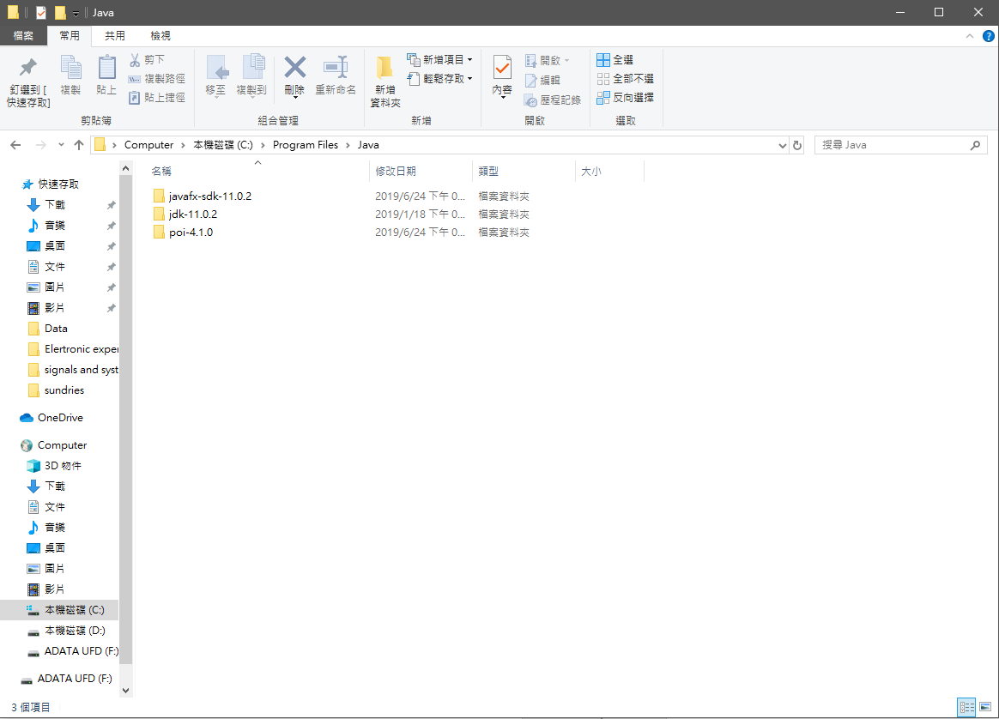 Java
檔案 常用 共用 檢視
釘選到 [快速存取]
複製
貼上
剪下
複製路徑
貼上捷徑
剪貼簿
移至
複製到
刪除
重新命名
組合管理
新增資料夾
新增項目
輕鬆存取
新增
內容
開啟
編輯
歷程記錄
開啟
全選
全部不選
反向選擇
選取
Computer 本機磁碟 (C:) Program Files Java
搜尋 Java
名稱 修改日期 類型 大小
javafx-sdk-11.0.2 2019/6/24 下午 0... 檔案資料夾
jdk-11.0.2 2019/1/18 下午 0... 檔案資料夾
poi-4.1.0 2019/6/24 下午 0... 檔案資料夾
快速存取
下載
音樂
桌面
文件
圖片
影片
Data
Elertronic exper
signals and syst
sundries
OneDrive
Computer
3D 物件
下載
文件
音樂
桌面
圖片
影片
本機磁碟 (C:)
本機磁碟 (D:)
ADATA UFD (F:)
ADATA UFD (F:)
3 個項目